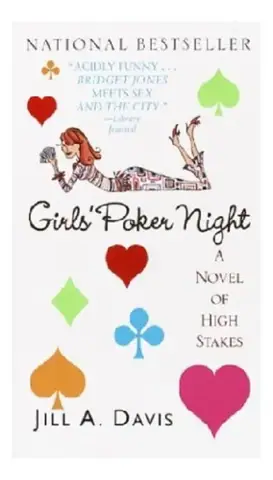 NATIONAL BESTSELLER
"ACIDLY FUNNY . . .
BRIDGET JONES
MEETS SEX
AND THE CITY."
—Library
Journal
Girls' Poker Night
A
NOVEL
OF
HIGH
STAKES
JILL A. DAVIS